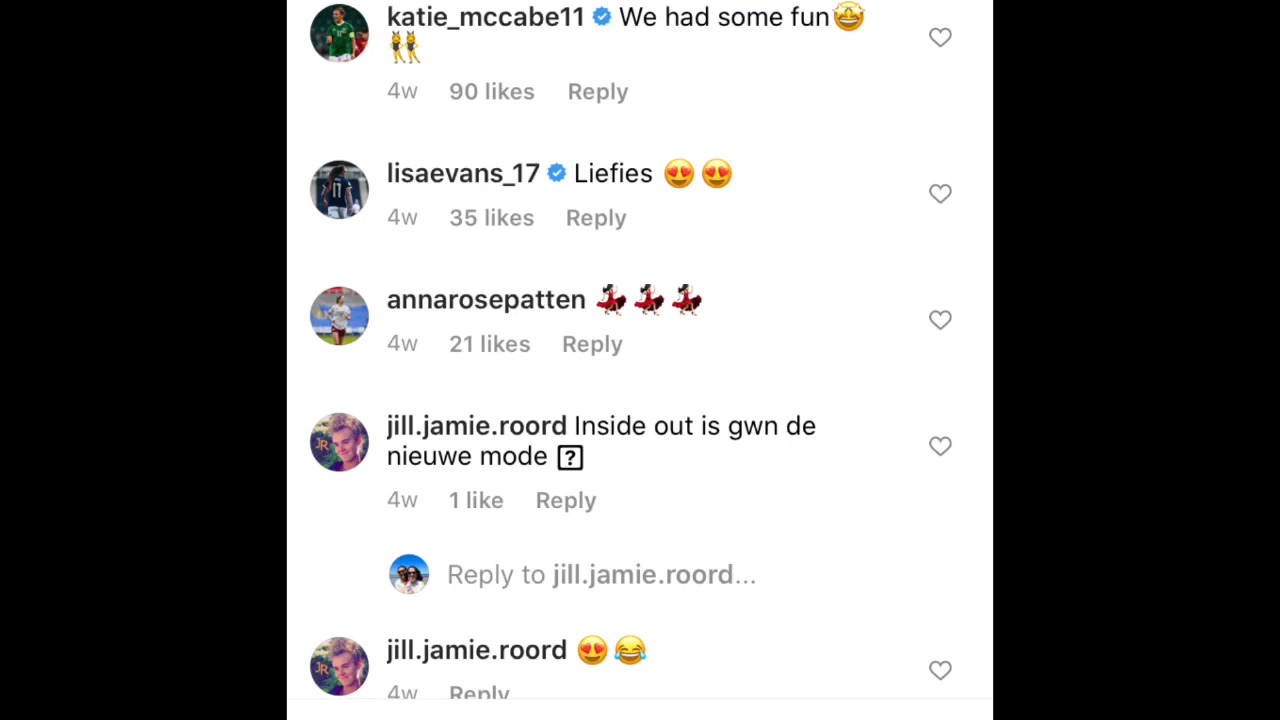 katie_mccabe11 We had some fun🤩
👯
4w 90 likes Reply
lisaevans_17 Liefies 😍 😍
4w 35 likes Reply
annarosepatten 💃💃💃
4w 21 likes Reply
jill.jamie.roord Inside out is gwn de
nieuwe mode ?
4w 1 like Reply
Reply to jill.jamie.roord...
jill.jamie.roord 😍😂
4w Reply